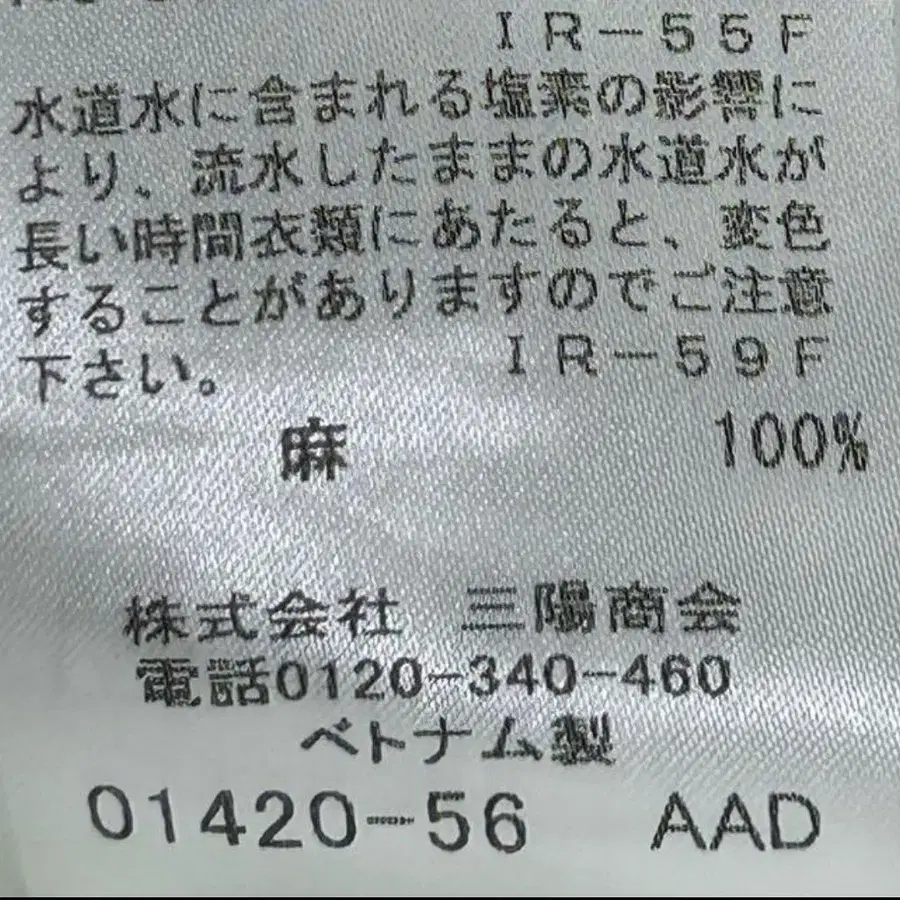 IR-55F
水道水に含まれる塩素の影響に
より、流水したままの水道水が
長い時間衣類にあたると、変色
することがありますのでご注意
下さい。 IR-59F
麻 100%
株式会社 三陽商会
電話0120-340-460
ベトナム製
01420-56 AAD